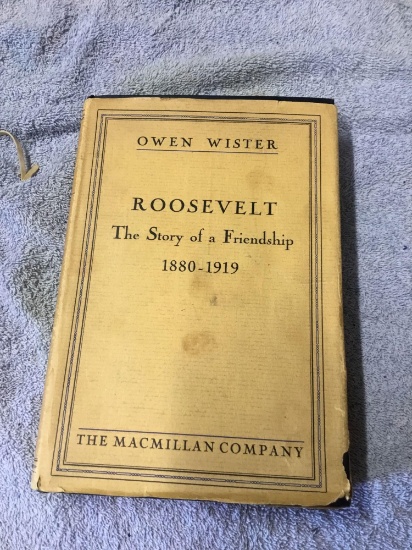 OWEN WISTER
ROOSEVELT
The Story of a Friendship
1880-1919
THE MACMILLAN COMPANY